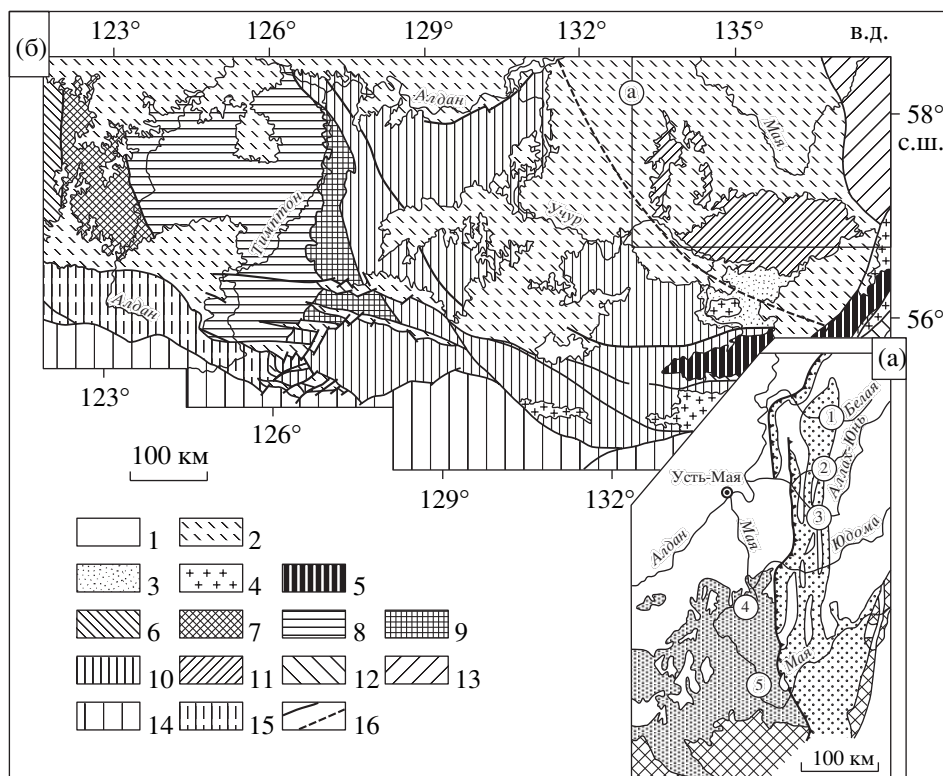 (б)
123° 126° 129° 132° 135° в.д.
а
58°
с.ш.
Алдан
Мая
Тимптон
Учур
Алдан
56°
123°
126°
129°
132°
100 км
(а)
1
Белая
Аллах-Юнь
2
Усть-Мая
3
Юдома
Алдан
Мая
4
Мая
5
100 км
1 2
3 4 5
6 7 8 9
10 11 12 13
14 15 16